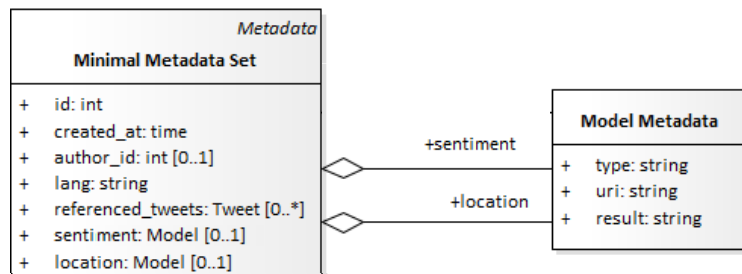 Metadata
Minimal Metadata Set
+ id: int
+ created_at: time
+ author_id: int [0..1]
+ lang: string
+ referenced_tweets: Tweet [0..*]
+ sentiment: Model [0..1]
+ location: Model [0..1]
+sentiment
+location
Model Metadata
+ type: string
+ uri: string
+ result: string